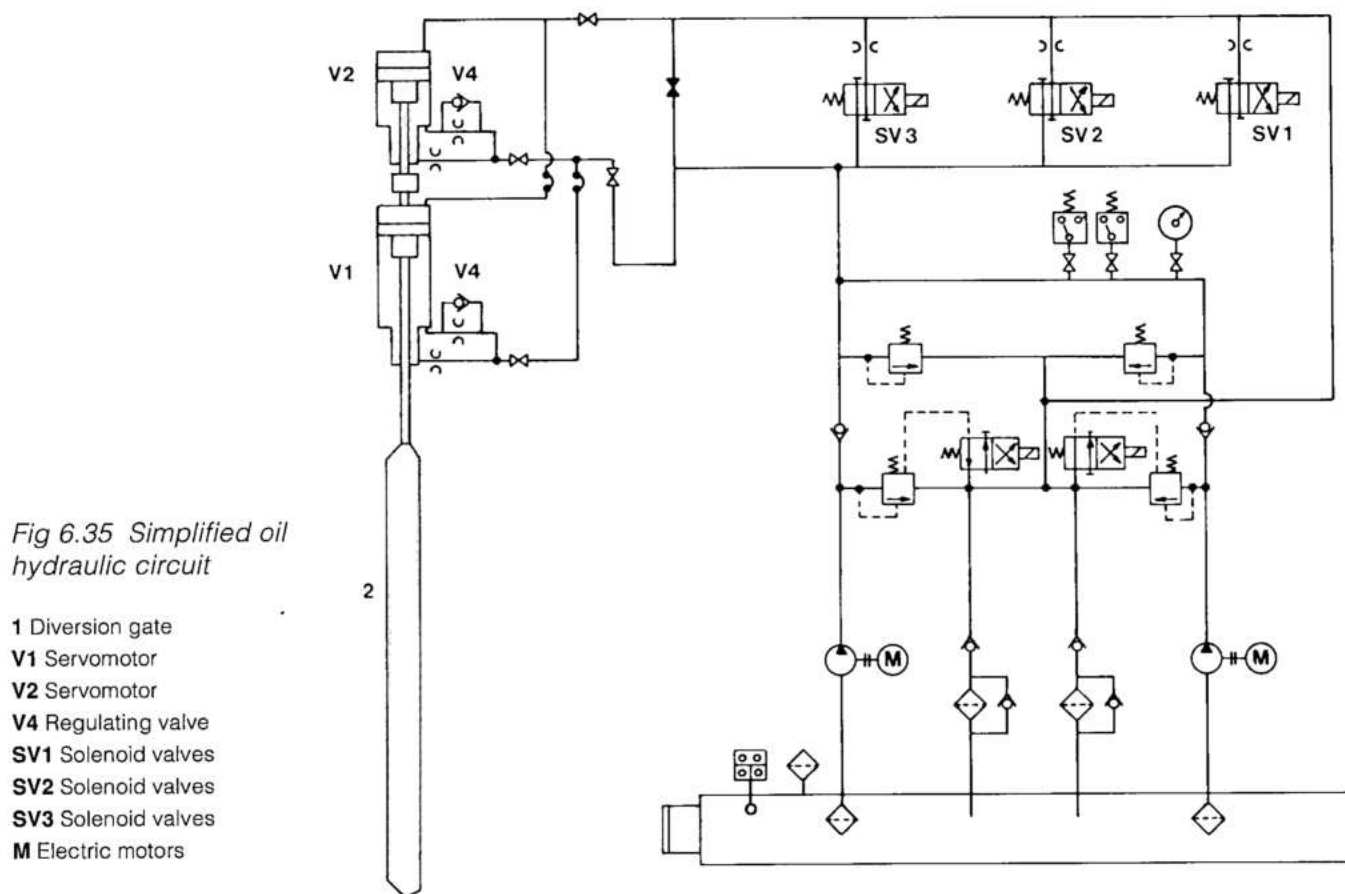 V2
V4
SV3
SV2
SV1
V1
V4
Fig 6.35 Simplified oil
hydraulic circuit
2
1 Diversion gate
V1 Servomotor
V2 Servomotor
V4 Regulating valve
SV1 Solenoid valves
SV2 Solenoid valves
SV3 Solenoid valves
M Electric motors
M
M